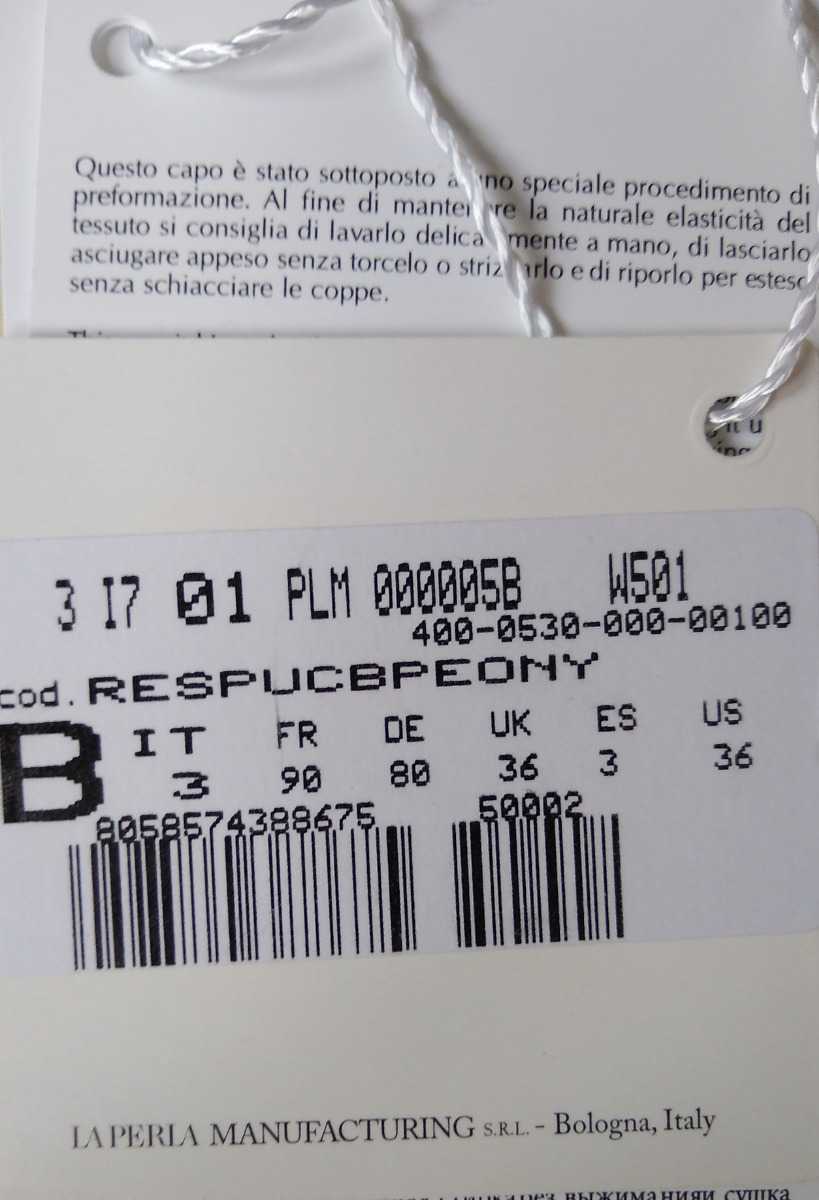 Questo capo è stato sottoposto a uno speciale procedimento di
preformazione. Al fine di mantenere la naturale elasticità del
tessuto si consiglia di lavarlo delicatamente a mano, di lasciarlo
asciugare appeso senza torcelo o strizzarlo e di riporlo per esteso
senza schiacciare le coppe.
3 I7 01 PLM 000005B W501
400-0530-000-00100
cod. RESPUCBPEONY
B IT FR DE UK ES US
3 90 80 36 3 36
8058574388675 50002
LA PERLA MANUFACTURING S.R.L. - Bologna, Italy
выжимания сушка